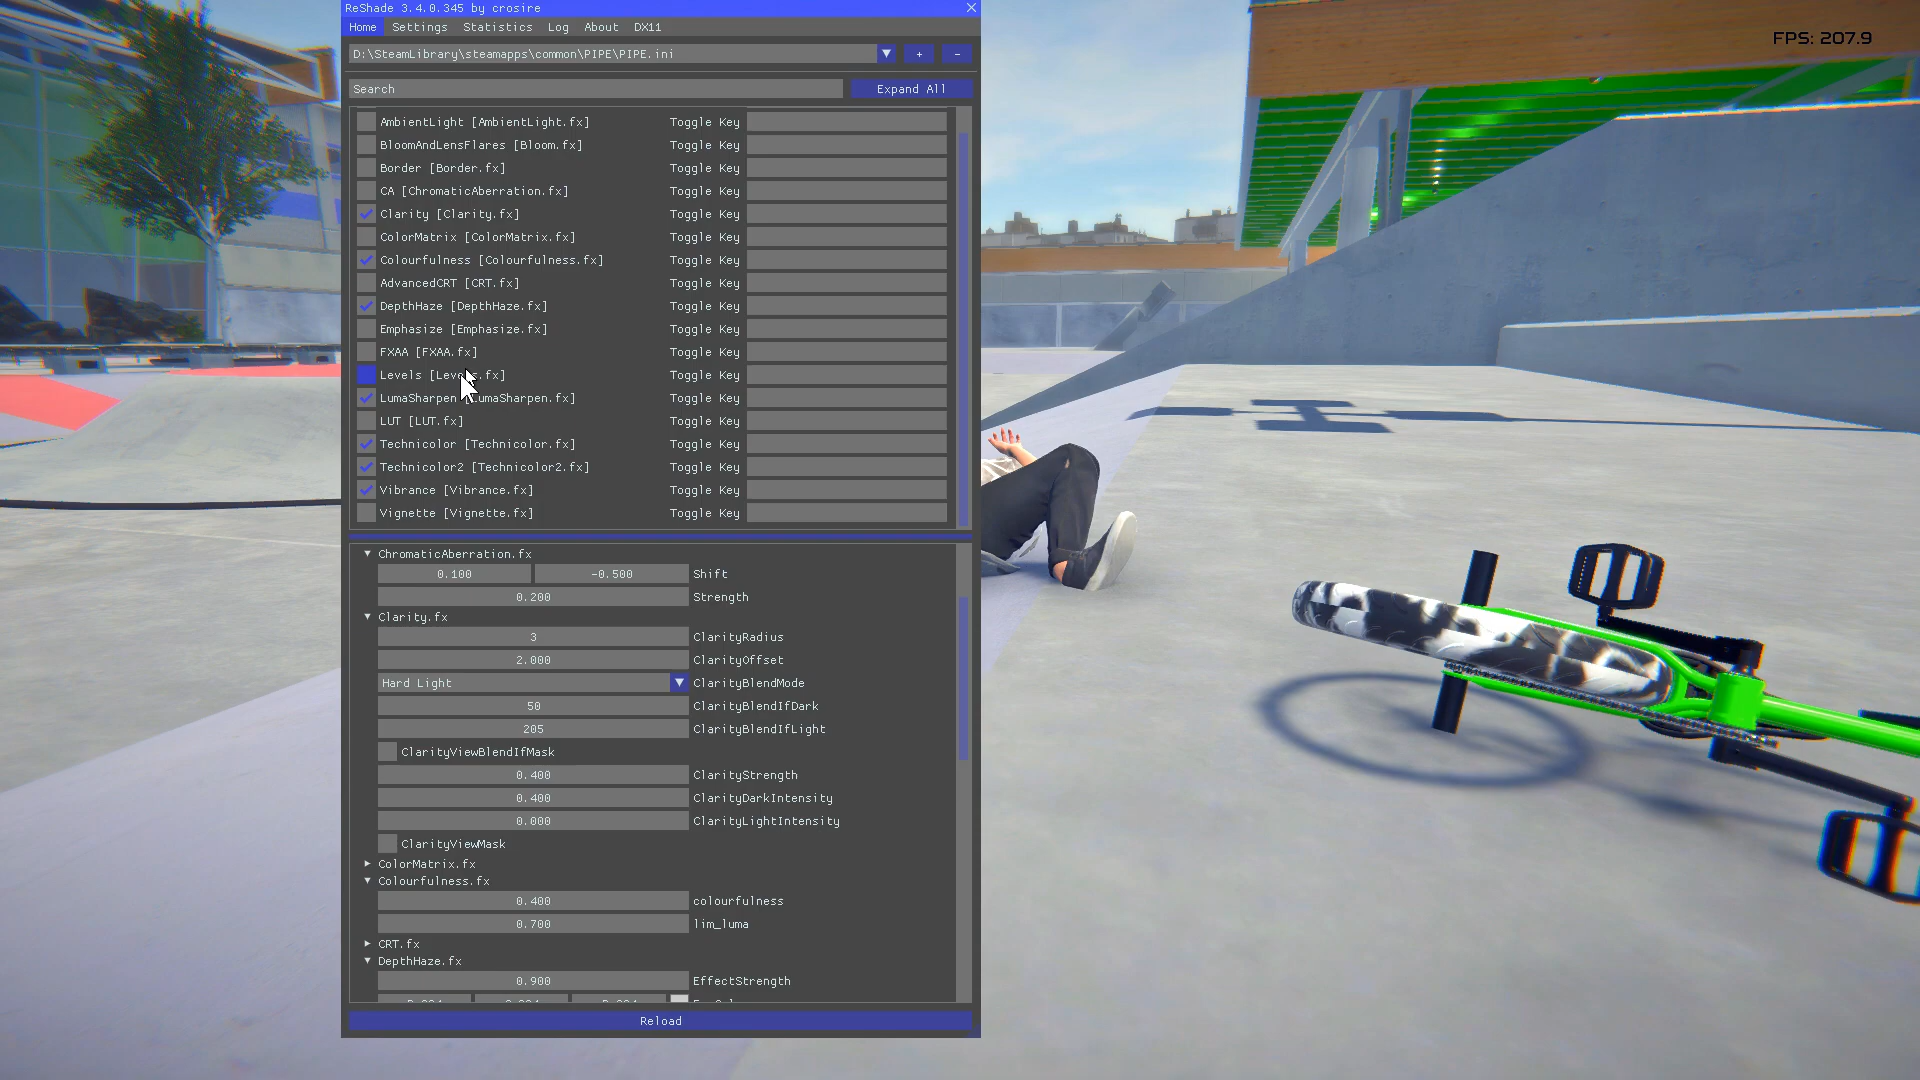 ReShade 3.4.0.345 by crosire
Home Settings Statistics Log About DX11
FPS: 207.9
D:\SteamLibrary\steamapps\common\PIPE\PIPE.ini + -
Search Expand All
AmbientLight [AmbientLight.fx] Toggle Key
BloomAndLensFlares [Bloom.fx] Toggle Key
Border [Border.fx] Toggle Key
CA [ChromaticAberration.fx] Toggle Key
Clarity [Clarity.fx] Toggle Key
ColorMatrix [ColorMatrix.fx] Toggle Key
Colourfulness [Colourfulness.fx] Toggle Key
AdvancedCRT [CRT.fx] Toggle Key
DepthHaze [DepthHaze.fx] Toggle Key
Emphasize [Emphasize.fx] Toggle Key
FXAA [FXAA.fx] Toggle Key
Levels [Levels.fx] Toggle Key
LumaSharpen [LumaSharpen.fx] Toggle Key
LUT [LUT.fx] Toggle Key
Technicolor [Technicolor.fx] Toggle Key
Technicolor2 [Technicolor2.fx] Toggle Key
Vibrance [Vibrance.fx] Toggle Key
Vignette [Vignette.fx] Toggle Key
ChromaticAberration.fx
0.100 -0.500 Shift
0.200 Strength
Clarity.fx
3 ClarityRadius
2.000 ClarityOffset
Hard Light ClarityBlendMode
50 ClarityBlendIfDark
205 ClarityBlendIfLight
ClarityViewBlendIfMask
0.400 ClarityStrength
0.400 ClarityDarkIntensity
0.000 ClarityLightIntensity
ClarityViewMask
ColorMatrix.fx
Colourfulness.fx
0.400 colourfulness
0.700 lim_luma
CRT.fx
DepthHaze.fx
0.900 EffectStrength
Reload